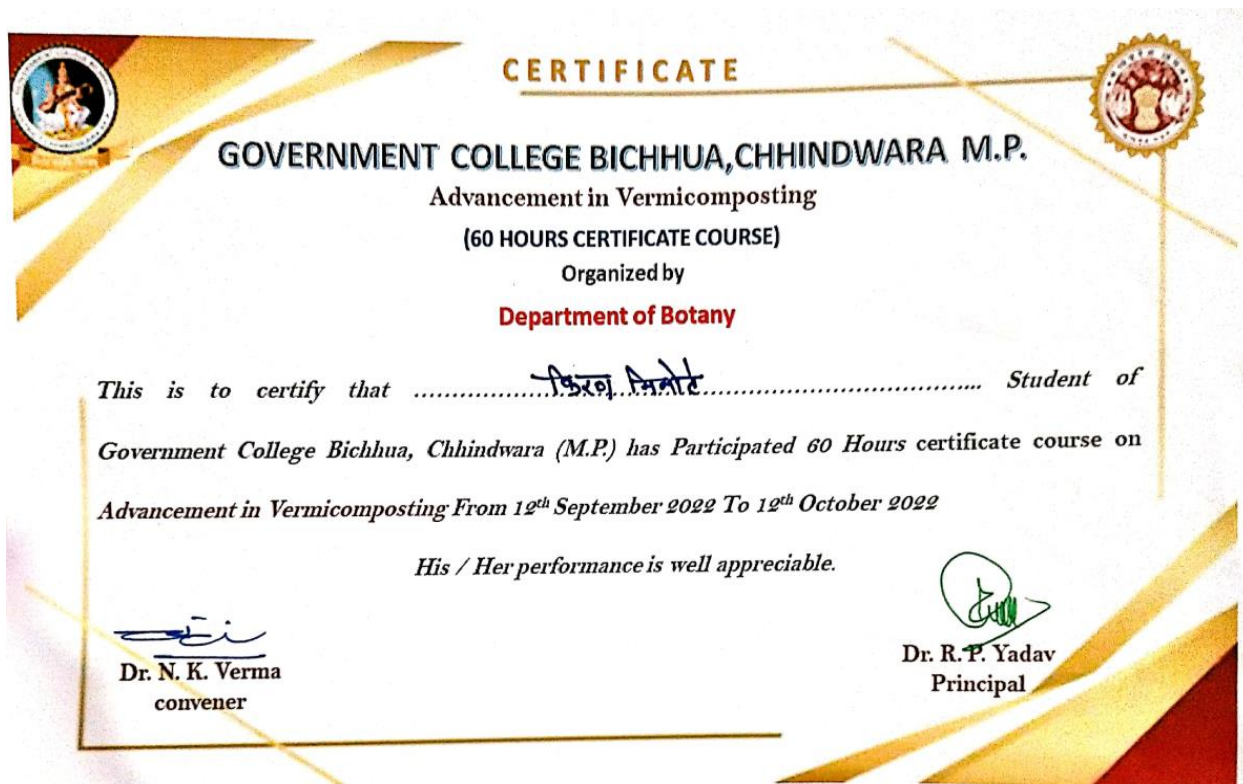 CERTIFICATE
GOVERNMENT COLLEGE BICHHUA,CHHINDWARA M.P.
Advancement in Vermicomposting
(60 HOURS CERTIFICATE COURSE)
Organized by
Department of Botany
This is to certify that ..................किरण.................................................... Student of
Government College Bichhua, Chhindwara (M.P.) has Participated 60 Hours certificate course on
Advancement in Vermicomposting From 12th September 2022 To 12th October 2022
His / Her performance is well appreciable.
Dr. N. K. Verma
convener
Dr. R. P. Yadav
Principal